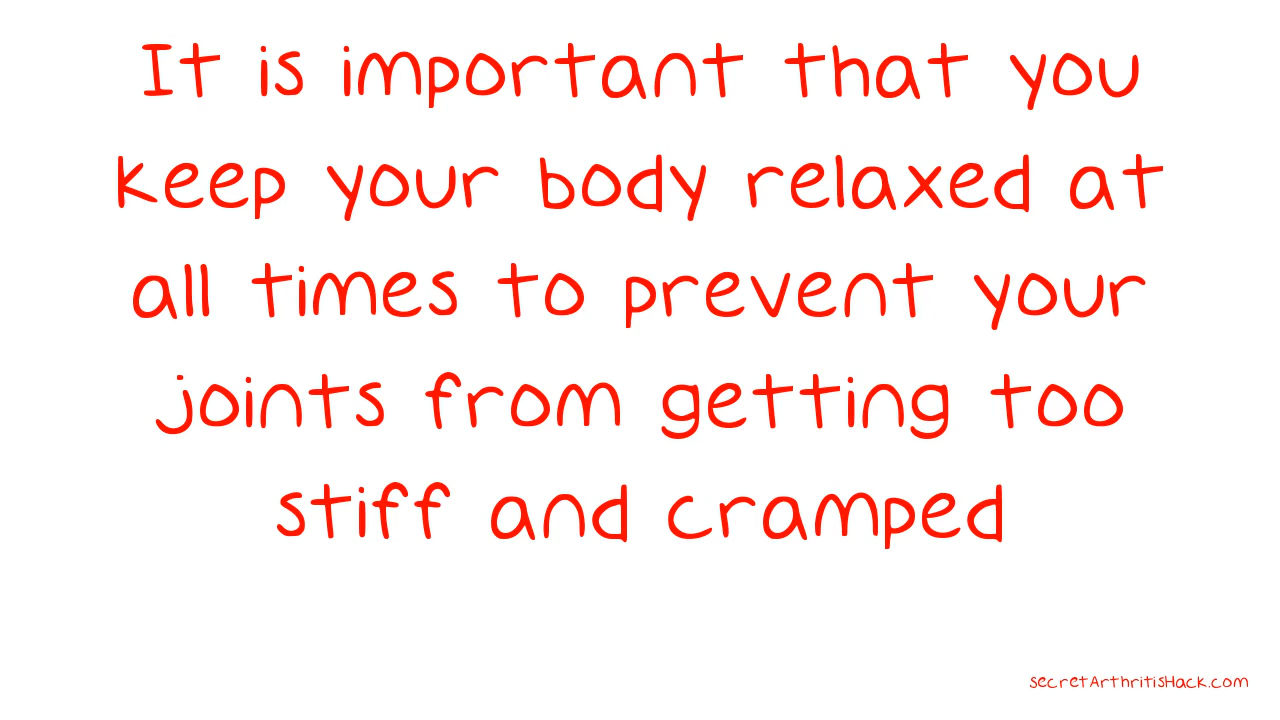 It is important that you
keep your body relaxed at
all times to prevent your
joints from getting too
stiff and cramped
secretArthritisHack.com